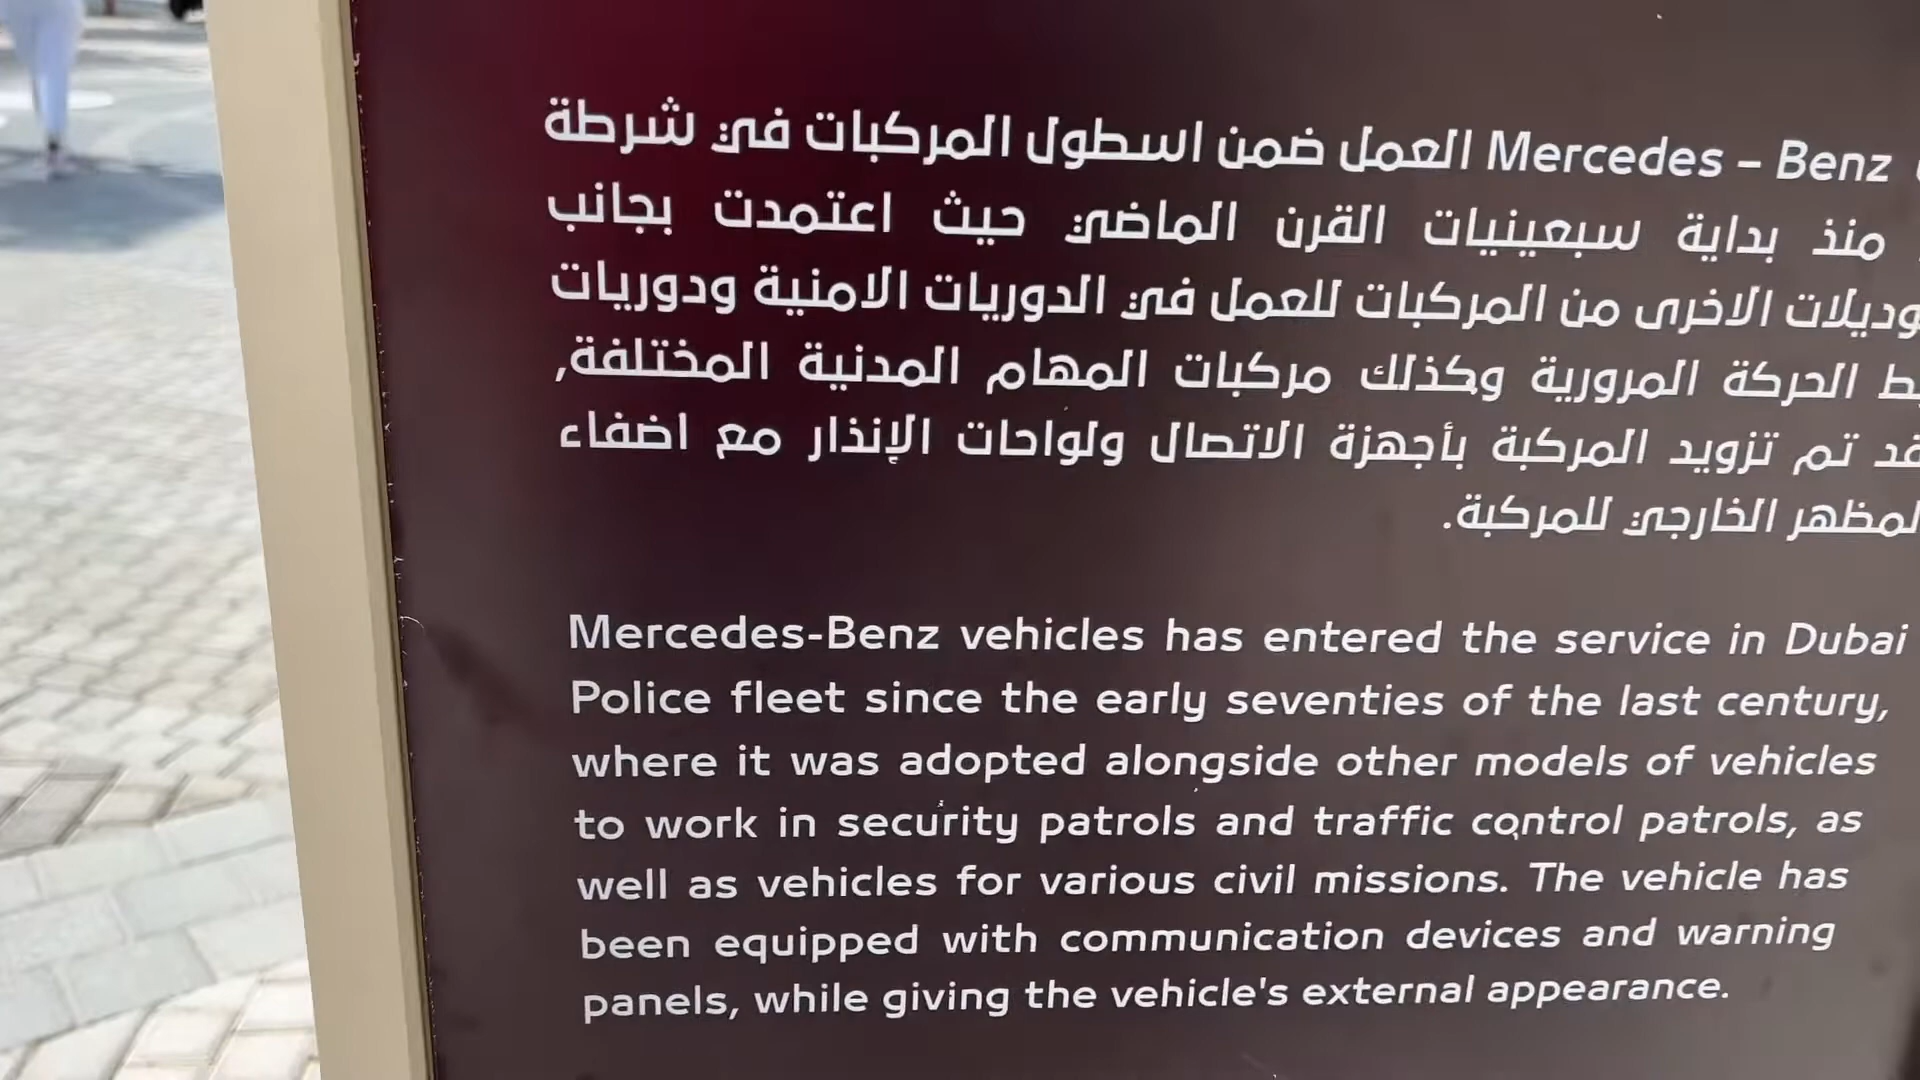 Mercedes – Benz العمل ضمن اسطول المركبات في شرطة
منذ بداية سبعينيات القرن الماضي حيث اعتمدت بجانب
الاخرى من المركبات للعمل في الدوريات الامنية ودوريات
الحركة المرورية وكذلك مركبات المهام المدنية المختلفة,
تم تزويد المركبة بأجهزة الاتصال ولواحات الإنذار مع اضفاء
الخارجي للمركبة.
Mercedes-Benz vehicles has entered the service in Dubai
Police fleet since the early seventies of the last century,
where it was adopted alongside other models of vehicles
to work in security patrols and traffic control patrols, as
well as vehicles for various civil missions. The vehicle has
been equipped with communication devices and warning
panels, while giving the vehicle's external appearance.